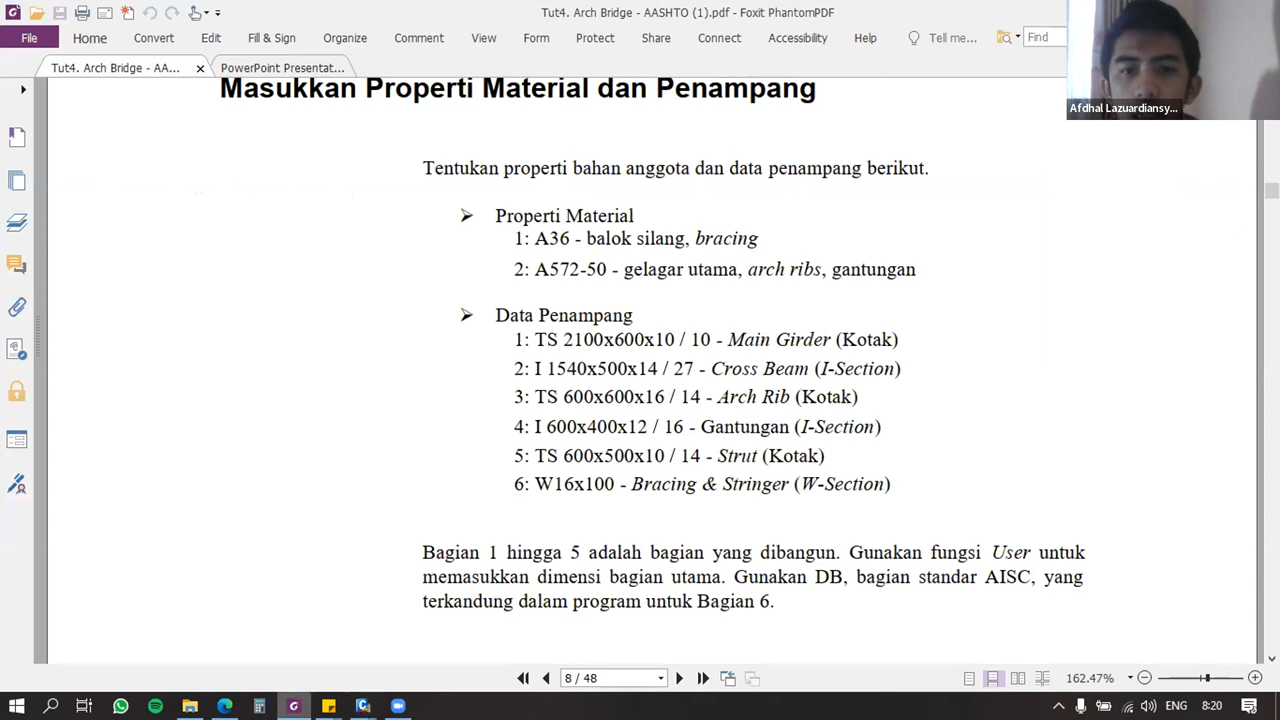 Tut4. Arch Bridge - AASHTO (1).pdf - Foxit PhantomPDF
File Home Convert Edit Fill & Sign Organize Comment View Form Protect Share Connect Accessibility Help Tell me... Find
Tut4. Arch Bridge - AA... PowerPoint Presentat...
Afdhal Lazuardiansy...
Masukkan Properti Material dan Penampang
Tentukan properti bahan anggota dan data penampang berikut.
➤ Properti Material
1: A36 - balok silang, bracing
2: A572-50 - gelagar utama, arch ribs, gantungan
➤ Data Penampang
1: TS 2100x600x10 / 10 - Main Girder (Kotak)
2: I 1540x500x14 / 27 - Cross Beam (I-Section)
3: TS 600x600x16 / 14 - Arch Rib (Kotak)
4: I 600x400x12 / 16 - Gantungan (I-Section)
5: TS 600x500x10 / 14 - Strut (Kotak)
6: W16x100 - Bracing & Stringer (W-Section)
Bagian 1 hingga 5 adalah bagian yang dibangun. Gunakan fungsi User untuk
memasukkan dimensi bagian utama. Gunakan DB, bagian standar AISC, yang
terkandung dalam program untuk Bagian 6.
8 / 48
162.47%
ENG 8:20